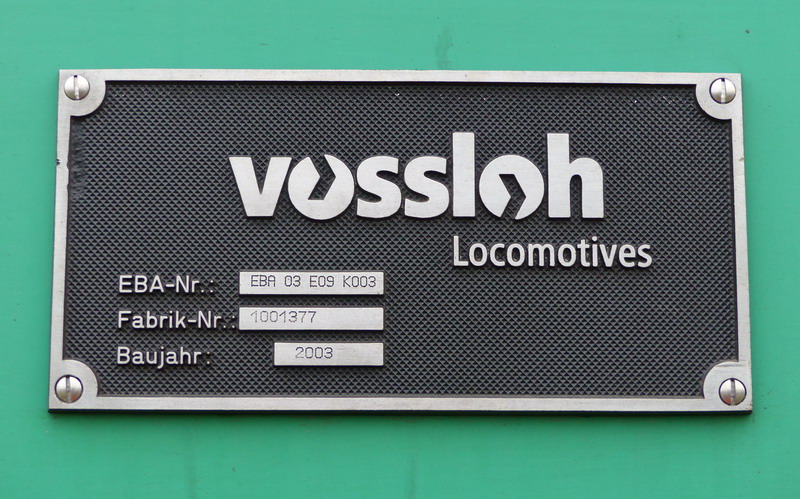 vossloh
Locomotives
EBA-Nr.: EBA 03 E09 K003
Fabrik-Nr.: 1001377
Baujahr: 2003